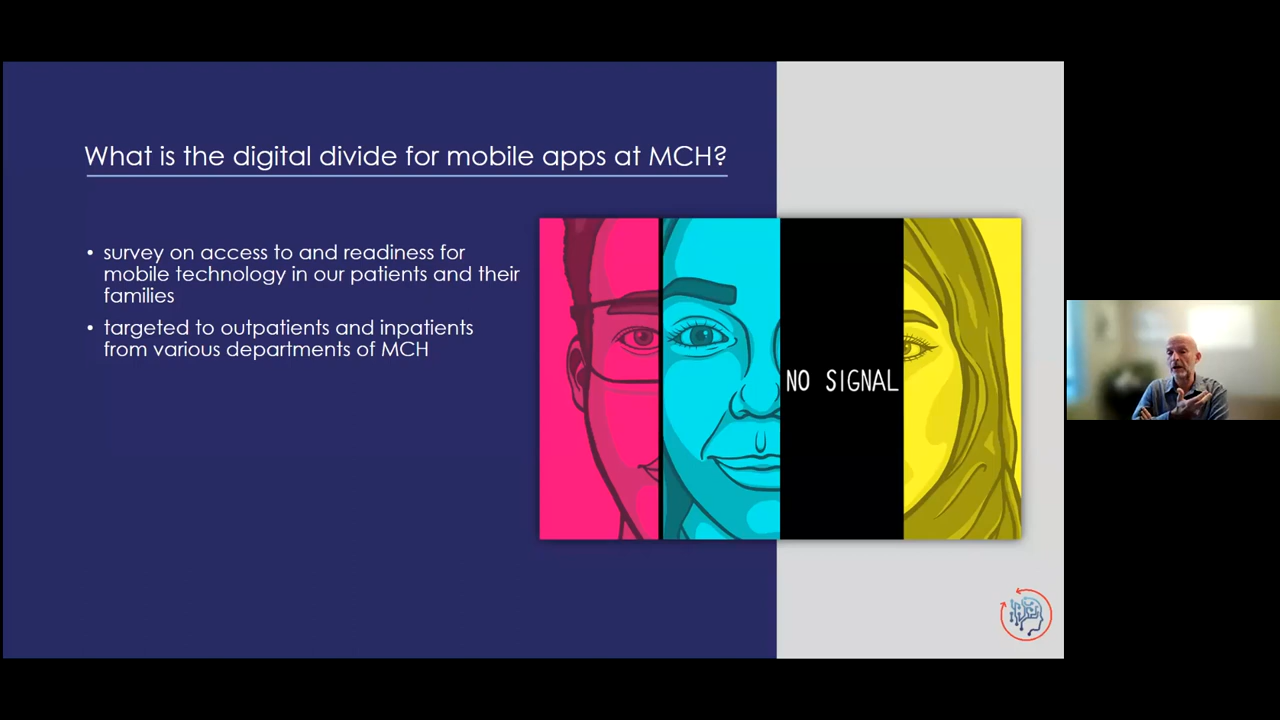 What is the digital divide for mobile apps at MCH?
• survey on access to and readiness for
mobile technology in our patients and their
families
• targeted to outpatients and inpatients
from various departments of MCH
NO SIGNAL